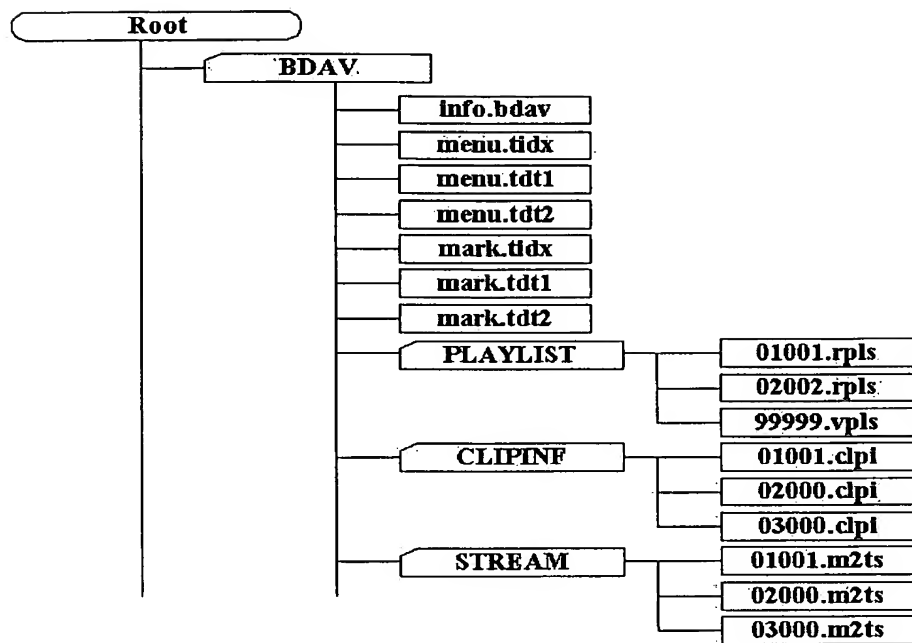 Root
BDAV
info.bdav
menu.tidx
menu.tdt1
menu.tdt2
mark.tidx
mark.tdt1
mark.tdt2
PLAYLIST
01001.rpls
02002.rpls
99999.vpls
CLIPINF
01001.clpi
02000.clpi
03000.clpi
STREAM
01001.m2ts
02000.m2ts
03000.m2ts